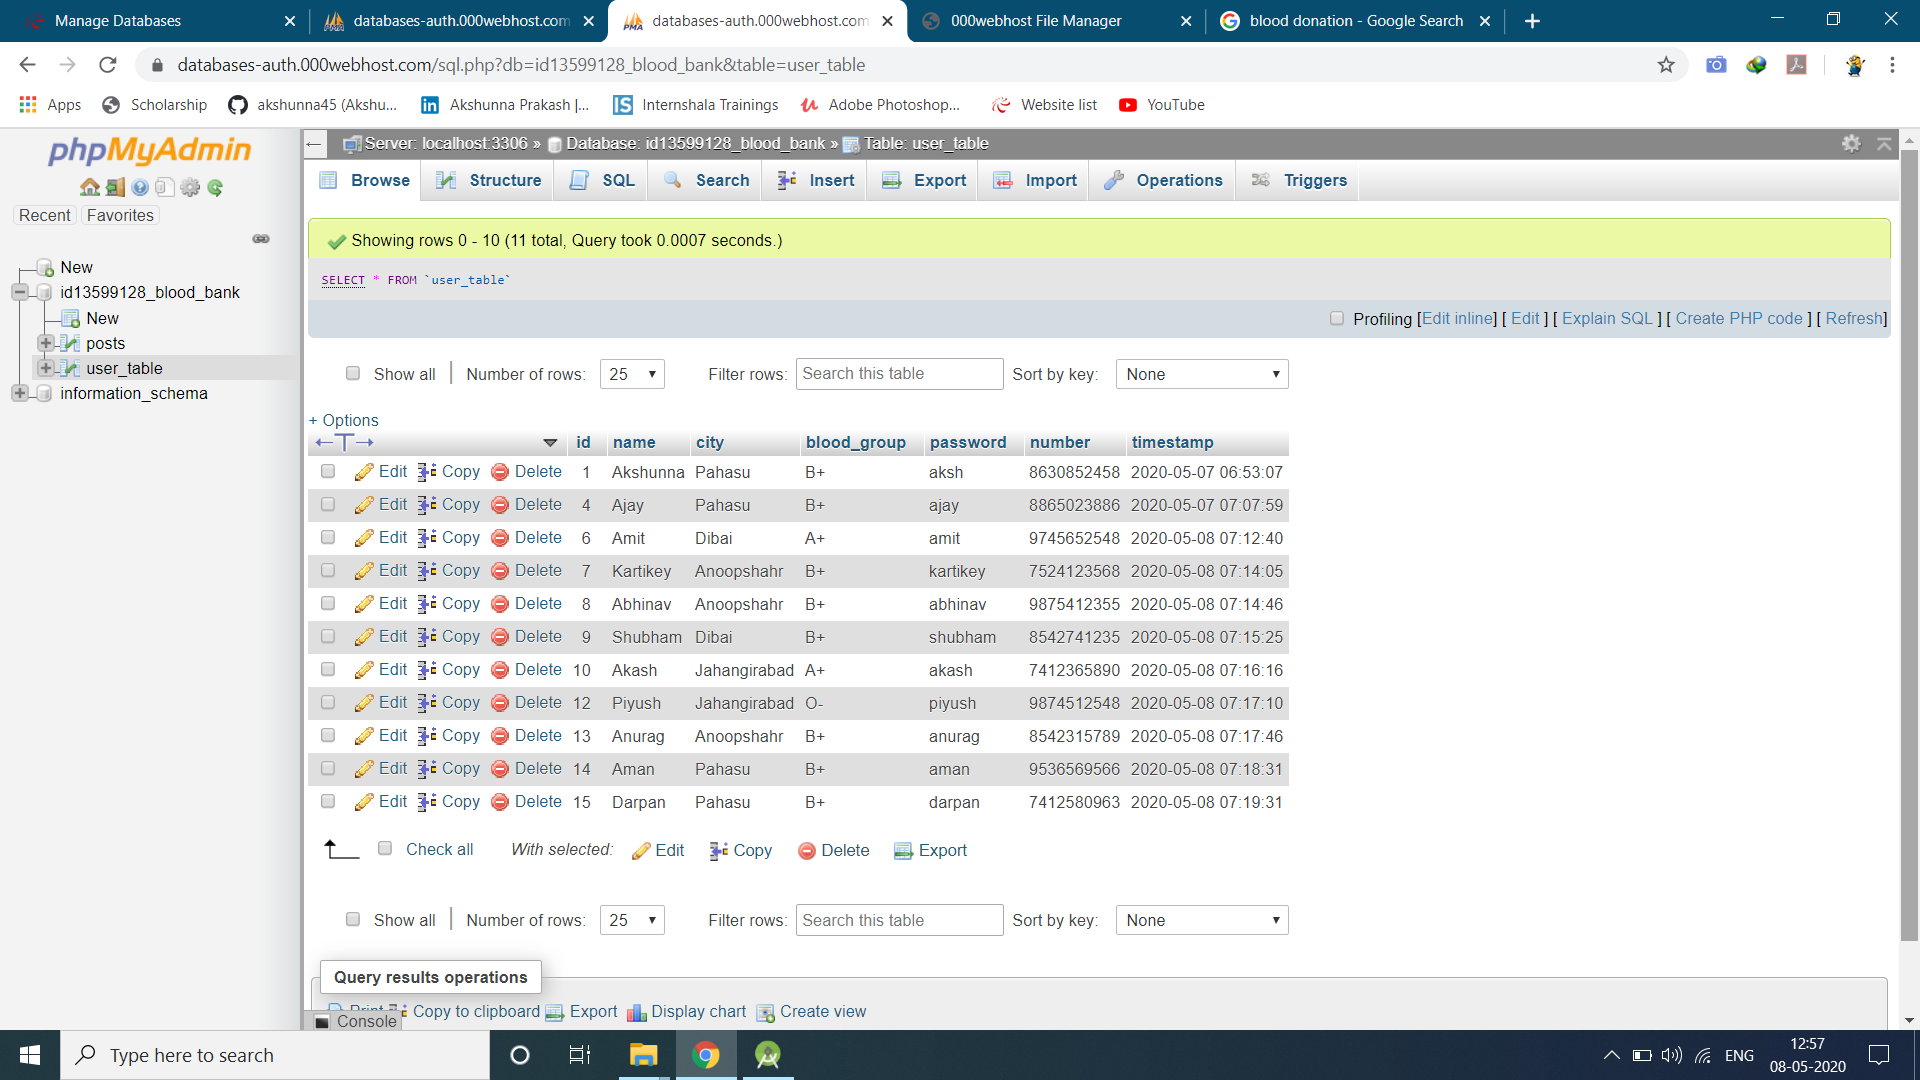 Manage Databases
databases-auth.000webhost.com
databases-auth.000webhost.com
000webhost File Manager
blood donation - Google Search
databases-auth.000webhost.com/sql.php?db=id13599128_blood_bank&table=user_table
Apps
Scholarship
akshunna45 (Akshu...
Akshunna Prakash |...
Internshala Trainings
Adobe Photoshop...
Website list
YouTube
phpMyAdmin
Recent Favorites
New
id13599128_blood_bank
New
posts
user_table
information_schema
Server: localhost:3306 » Database: id13599128_blood_bank » Table: user_table
Browse Structure SQL Search Insert Export Import Operations Triggers
Showing rows 0 - 10 (11 total, Query took 0.0007 seconds.)
SELECT * FROM `user_table`
Profiling [Edit inline] [ Edit ] [ Explain SQL ] [ Create PHP code ] [ Refresh]
Show all | Number of rows: 25 Filter rows: Search this table Sort by key: None
+ Options
←T→ id name city blood_group password number timestamp
Edit Copy Delete 1 Akshunna Pahasu B+ aksh 8630852458 2020-05-07 06:53:07
Edit Copy Delete 4 Ajay Pahasu B+ ajay 8865023886 2020-05-07 07:07:59
Edit Copy Delete 6 Amit Dibai A+ amit 9745652548 2020-05-08 07:12:40
Edit Copy Delete 7 Kartikey Anoopshahr B+ kartikey 7524123568 2020-05-08 07:14:05
Edit Copy Delete 8 Abhinav Anoopshahr B+ abhinav 9875412355 2020-05-08 07:14:46
Edit Copy Delete 9 Shubham Dibai B+ shubham 8542741235 2020-05-08 07:15:25
Edit Copy Delete 10 Akash Jahangirabad A+ akash 7412365890 2020-05-08 07:16:16
Edit Copy Delete 12 Piyush Jahangirabad O- piyush 9874512548 2020-05-08 07:17:10
Edit Copy Delete 13 Anurag Anoopshahr B+ anurag 8542315789 2020-05-08 07:17:46
Edit Copy Delete 14 Aman Pahasu B+ aman 9536569566 2020-05-08 07:18:31
Edit Copy Delete 15 Darpan Pahasu B+ darpan 7412580963 2020-05-08 07:19:31
Check all With selected: Edit Copy Delete Export
Show all | Number of rows: 25 Filter rows: Search this table Sort by key: None
Query results operations
Print Copy to clipboard Export Display chart Create view
Console
Type here to search
ENG
12:57
08-05-2020